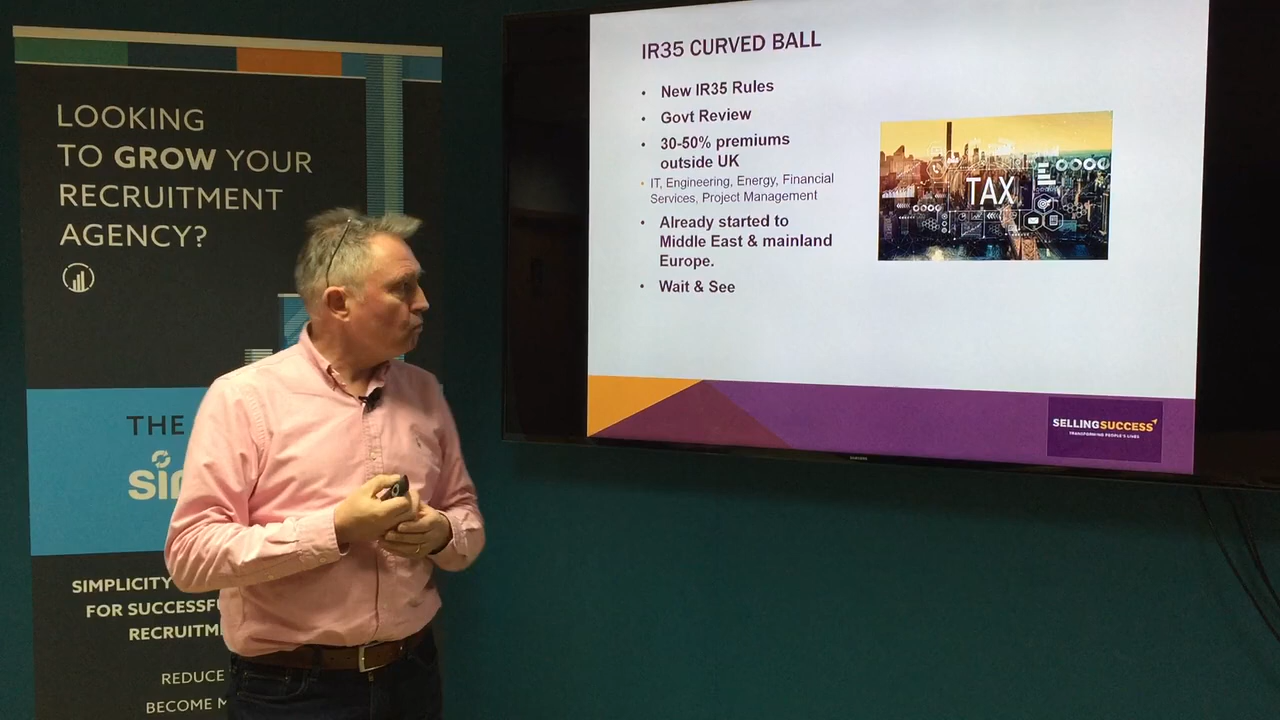 LOOKING
TO GROW YOUR
RECRUITMENT
AGENCY?
THE
SIMPLICITY
FOR SUCCESSFU
RECRUITM
REDUCE
BECOME M
IR35 CURVED BALL
• New IR35 Rules
• Govt Review
• 30-50% premiums
outside UK
• IT, Engineering, Energy, Financial
Services, Project Management
• Already started to
Middle East & mainland
Europe.
• Wait & See
TAX
SELLINGSUCCESS
TRANSFORMING PEOPLE'S LIVES
SAMSUNG